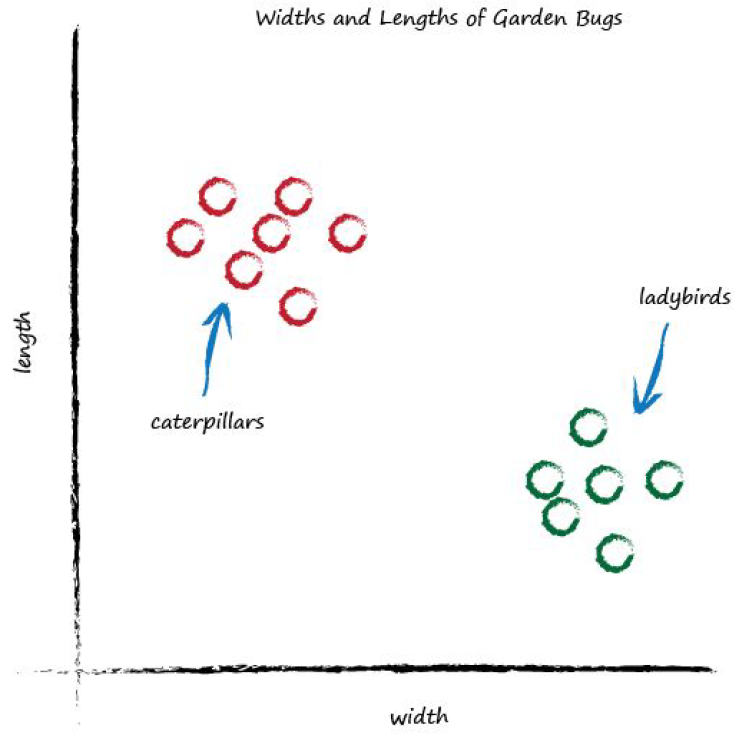 Widths and Lengths of Garden Bugs
ladybirds
length
caterpillars
width